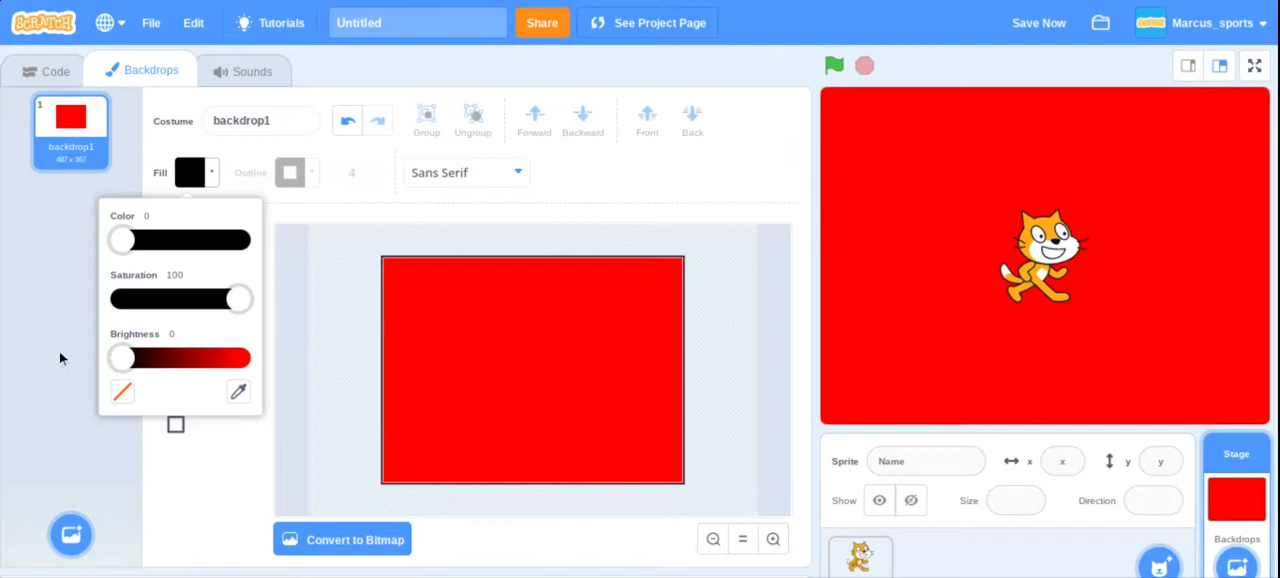 SCRATCH File Edit Tutorials Untitled Share See Project Page Save Now Marcus_sports
Code Backdrops Sounds
1
backdrop1
487 x 367
Costume backdrop1 Group Ungroup Forward Backward Front Back
Fill Outline 4 Sans Serif
Color 0
Saturation 100
Brightness 0
Convert to Bitmap
Sprite Name x x y y
Show Size Direction
Stage
Backdrops